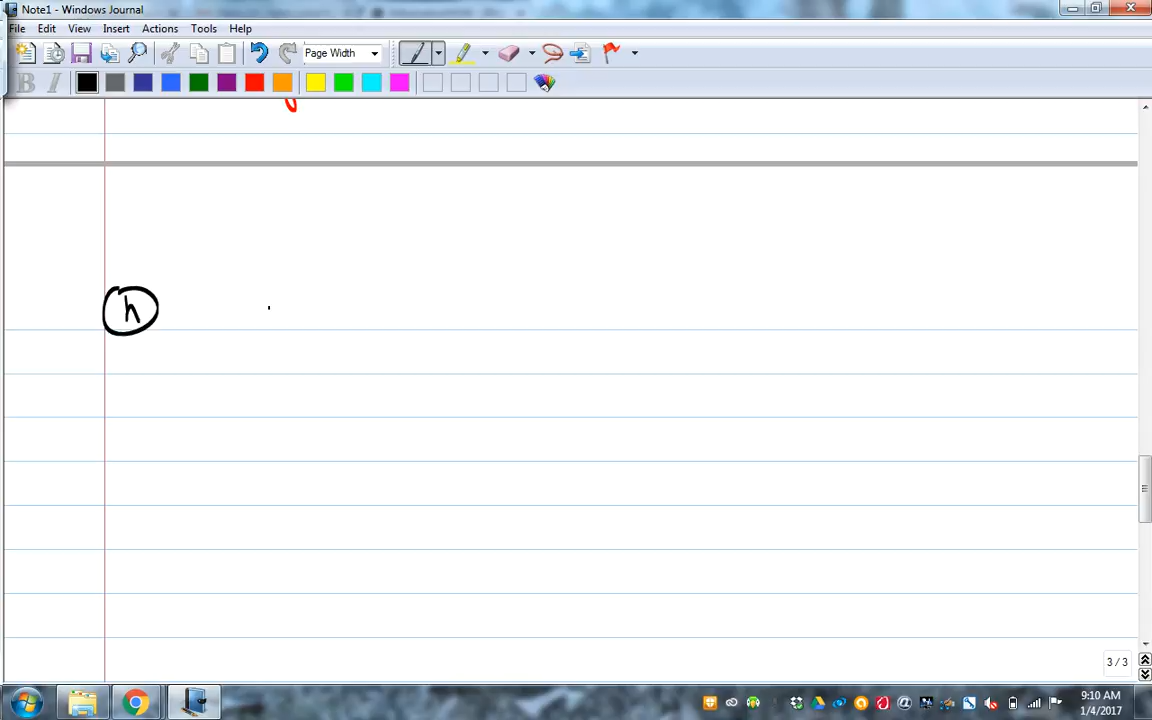 Note1 - Windows Journal
File Edit View Insert Actions Tools Help
Page Width
B I
h
3 / 3
9:10 AM
1/4/2017